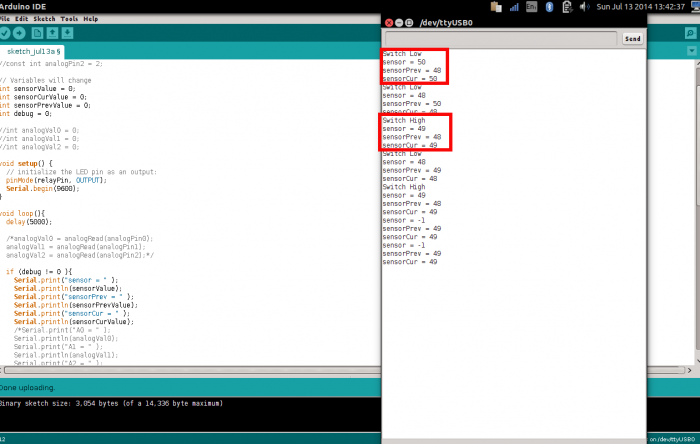 Arduino IDE
File Edit Sketch Tools Help
sketch_jul13a §
//const int analogPin2 = 2;
// Variables will change
int sensorValue = 0;
int sensorCurValue = 0;
int sensorPrevValue = 0;
int debug = 0;
//int analogVal0 = 0;
//int analogVal1 = 0;
//int analogVal2 = 0;
void setup() {
// initialize the LED pin as an output:
pinMode(relayPin, OUTPUT);
Serial.begin(9600);
}
void loop(){
delay(5000);
/*analogVal0 = analogRead(analogPin0);
analogVal1 = analogRead(analogPin1);
analogVal2 = analogRead(analogPin2);*/
if (debug != 0 ){
Serial.print("sensor = " );
Serial.println(sensorValue);
Serial.print("sensorPrev = " );
Serial.println(sensorPrevValue);
Serial.print("sensorCur = " );
Serial.println(sensorCurValue);
/*Serial.print("A0 = " );
Serial.println(analogVal0);
Serial.print("A1 = " );
Serial.println(analogVal1);
Serial.print("A2 = " );
Done uploading.
Binary sketch size: 3,054 bytes (of a 14,336 byte maximum)
12
on /dev/ttyUSB0
En
Sun Jul 13 2014 13:42:37
/dev/ttyUSB0
Send
Switch Low
sensor = 50
sensorPrev = 48
sensorCur = 50
Switch Low
sensor = 48
sensorPrev = 50
sensorCur = 48
Switch High
sensor = 49
sensorPrev = 48
sensorCur = 49
Switch Low
sensor = 48
sensorPrev = 49
sensorCur = 48
Switch High
sensor = 49
sensorPrev = 48
sensorCur = 49
sensor = -1
sensorPrev = 49
sensorCur = 49
sensor = -1
sensorPrev = 49
sensorCur = 49